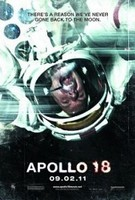 THERE'S A REASON WE'VE NEVER
GONE BACK TO THE MOON.
APOLLO 18
09.02.11